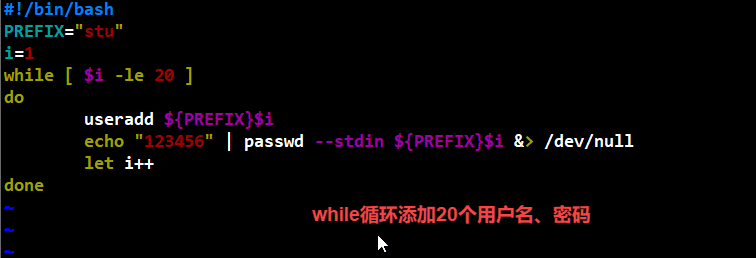 #!/bin/bash
PREFIX="stu"
i=1
while [ $i -le 20 ]
do
        useradd ${PREFIX}$i
        echo "123456" | passwd --stdin ${PREFIX}$i &> /dev/null
        let i++
done
~
while循环添加20个用户名、密码
~
~